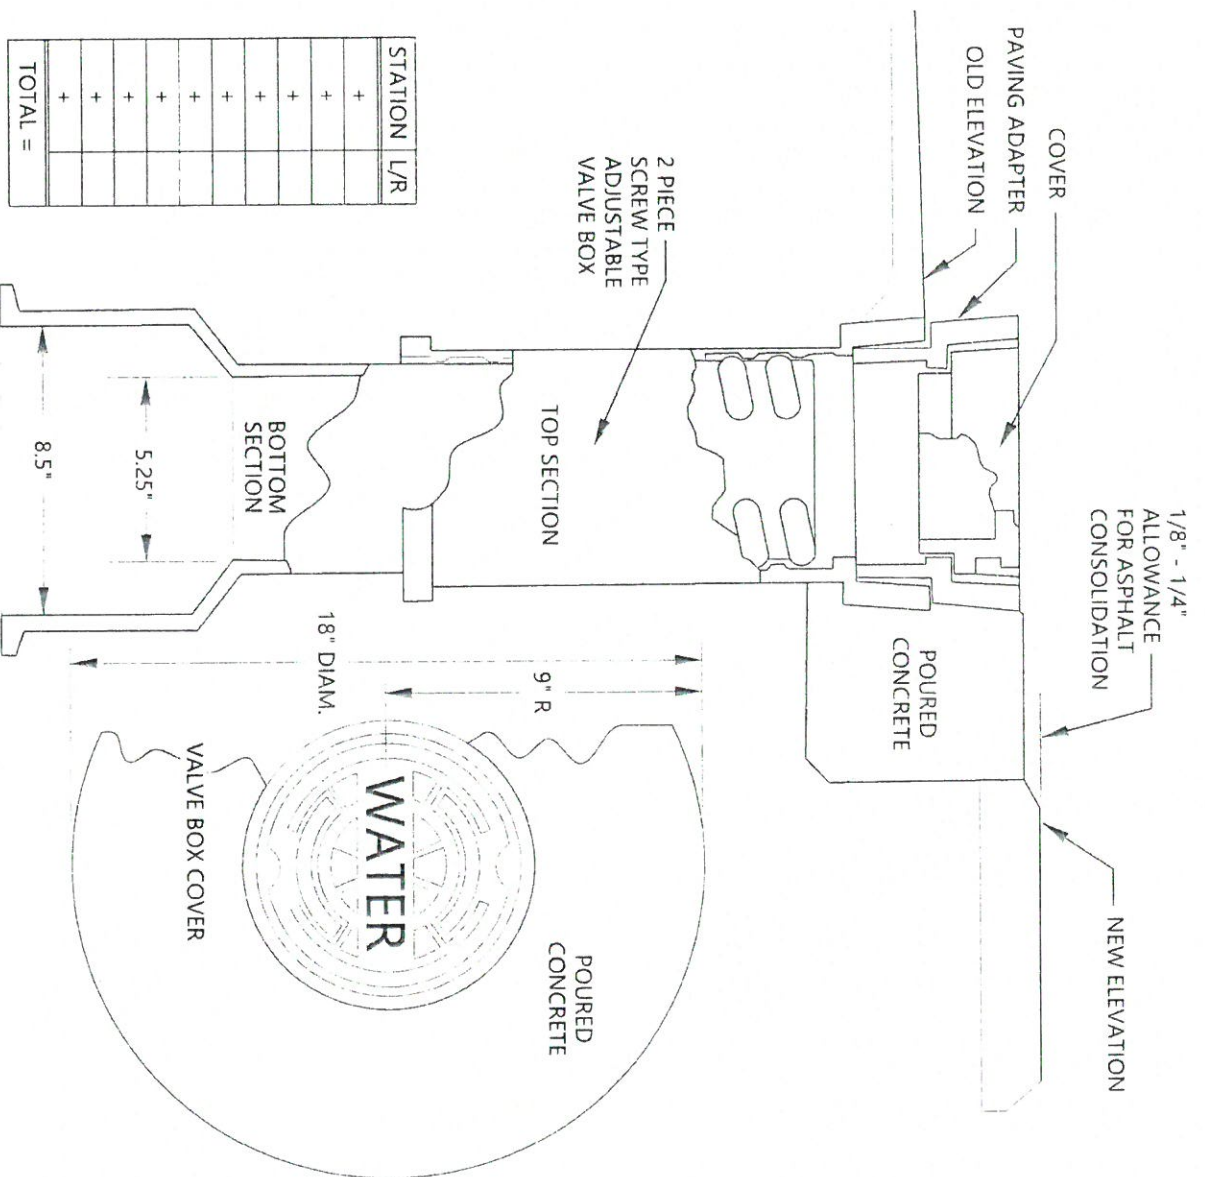 PAVING ADAPTER
OLD ELEVATION
COVER
1/8" - 1/4"
ALLOWANCE
FOR ASPHALT
CONSOLIDATION
NEW ELEVATION
2 PIECE
SCREW TYPE
ADJUSTABLE
VALVE BOX
TOP SECTION
POURED
CONCRETE
BOTTOM
SECTION
5.25"
8.5"
18" DIAM.
9" R
WATER
VALVE BOX COVER
POURED
CONCRETE
STATION L/R
+
+
+
+
+
+
+
+
+
+
TOTAL =